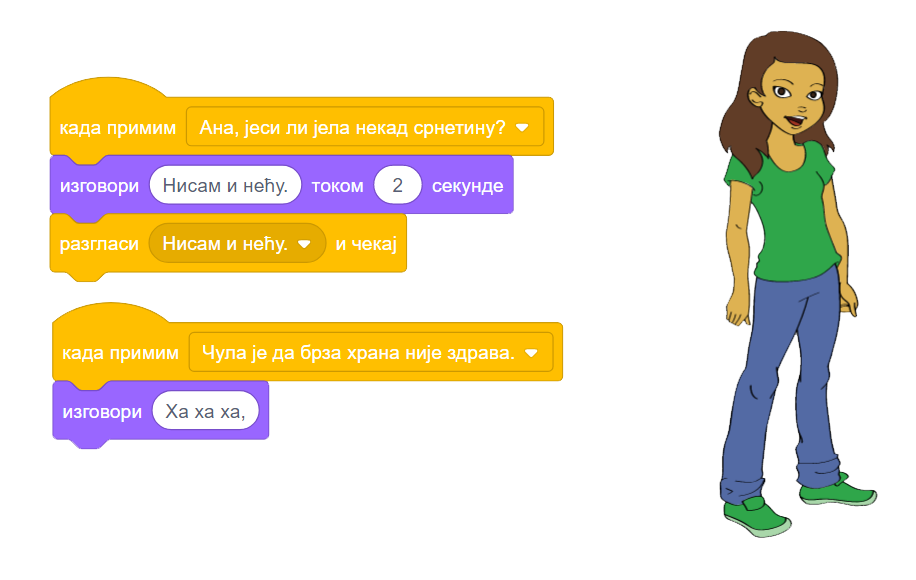 када примим Ана, јеси ли јела некад срнетину?
изговори Нисам и нећу. током 2 секунде
разгласи Нисам и нећу. и чекај
када примим Чула је да брза храна није здрава.
изговори Ха ха ха,